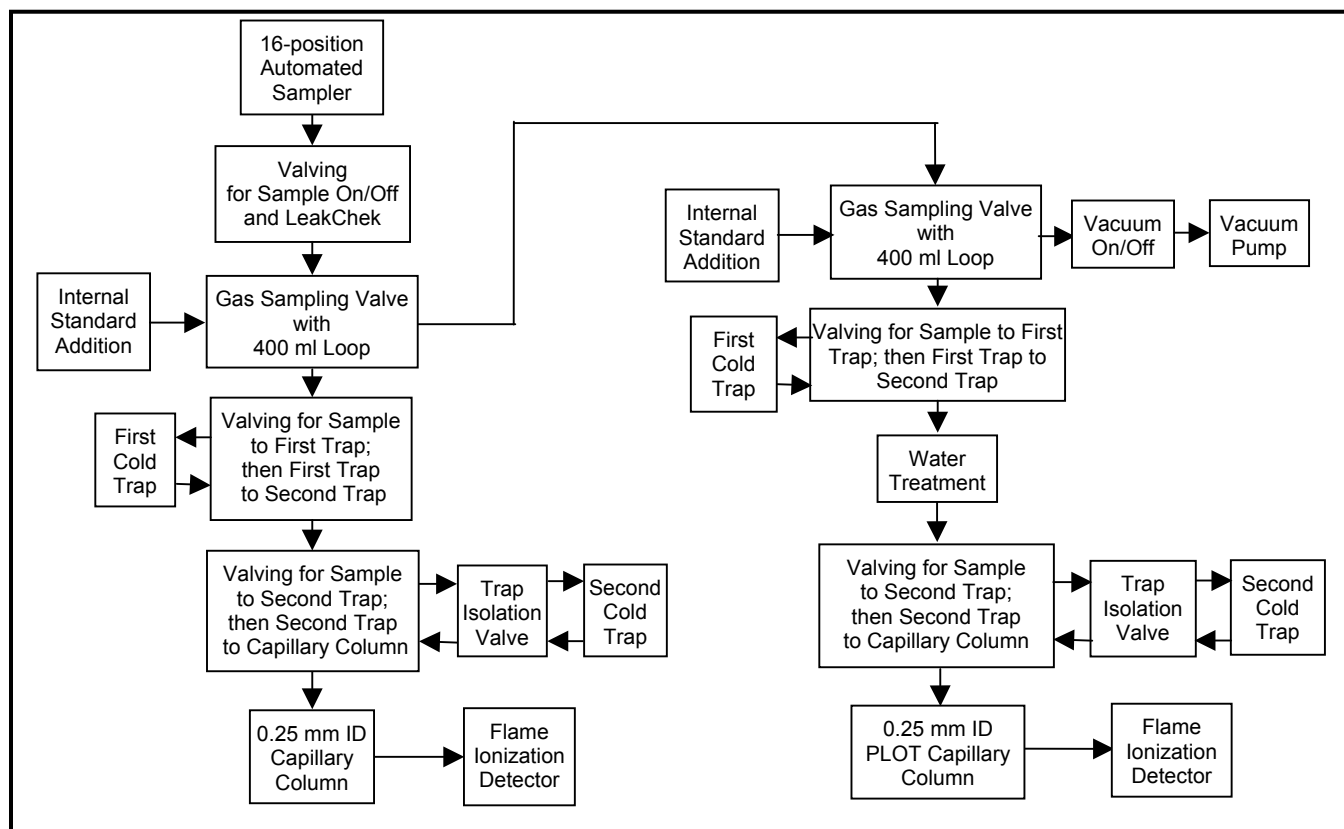 16-position
Automated
Sampler
Valving
for Sample On/Off
and LeakChek
Internal
Standard
Addition
Gas Sampling Valve
with
400 ml Loop
First
Cold
Trap
Valving for Sample
to First Trap;
then First Trap
to Second Trap
Valving for Sample
to Second Trap;
then Second Trap
to Capillary Column
Trap
Isolation
Valve
Second
Cold
Trap
0.25 mm ID
Capillary
Column
Flame
Ionization
Detector
Internal
Standard
Addition
Gas Sampling Valve
with
400 ml Loop
Vacuum
On/Off
Vacuum
Pump
First
Cold
Trap
Valving for Sample to First
Trap; then First Trap to
Second Trap
Water
Treatment
Valving for Sample
to Second Trap;
then Second Trap
to Capillary Column
Trap
Isolation
Valve
Second
Cold
Trap
0.25 mm ID
PLOT Capillary
Column
Flame
Ionization
Detector